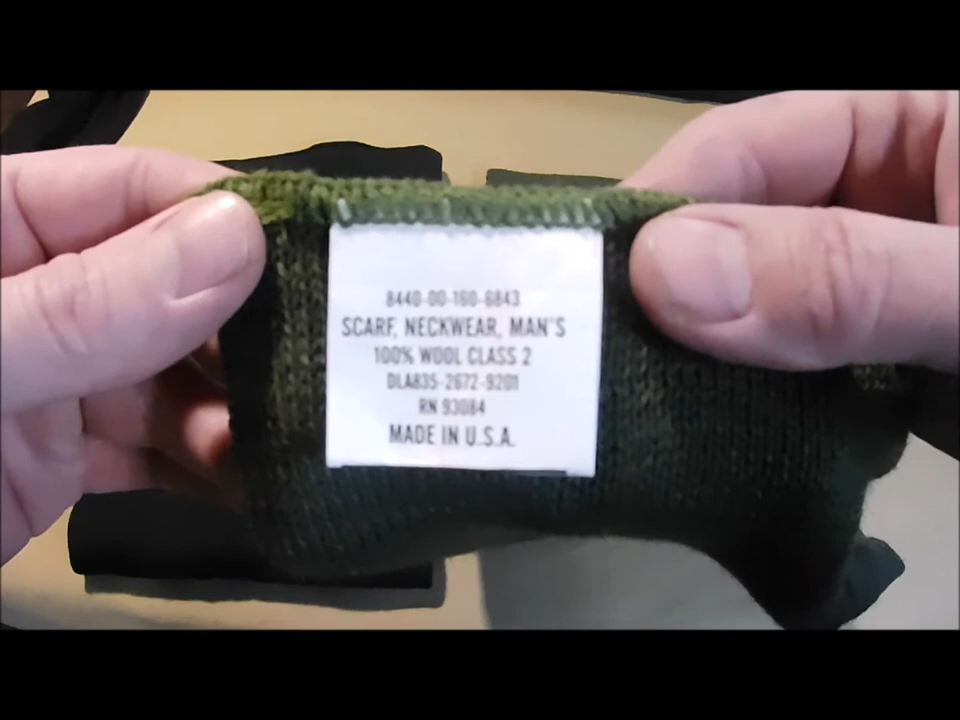 8440-00-160-6843
SCARF, NECKWEAR, MAN'S
100% WOOL CLASS 2
DLA835-2672-9201
RN 93084
MADE IN U.S.A.